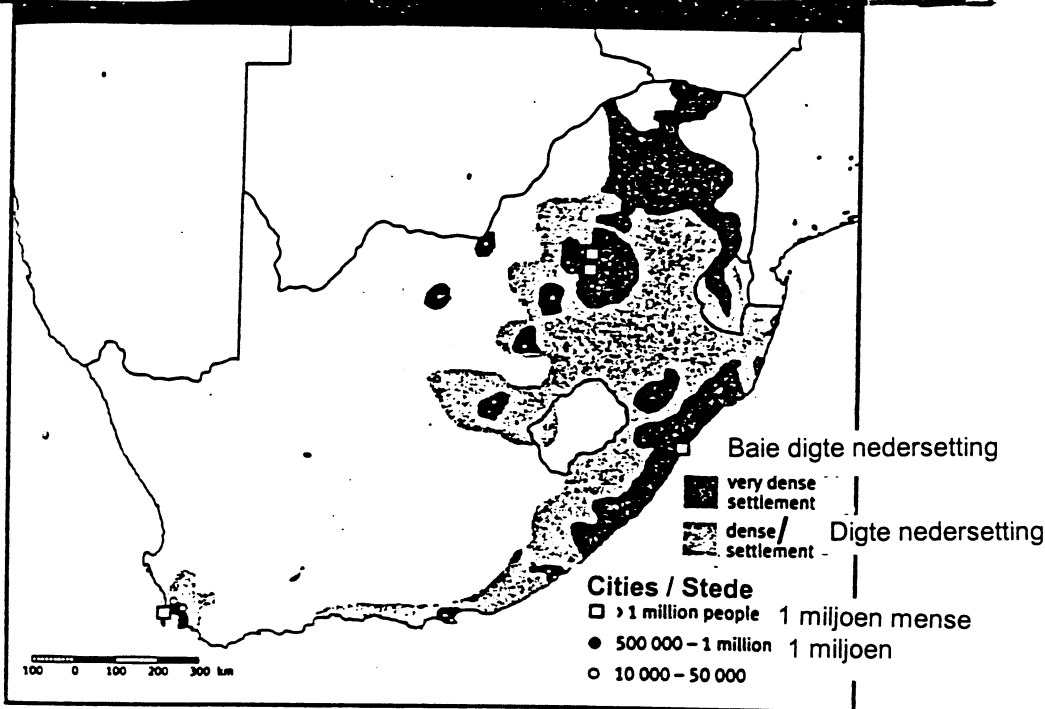 Baie digte nedersetting
very dense
settlement
dense/ Digte nedersetting
settlement
Cities / Stede
>1 million people 1 miljoen mense
500 000 – 1 million 1 miljoen
10 000 – 50 000
100 0 100 200 300 km